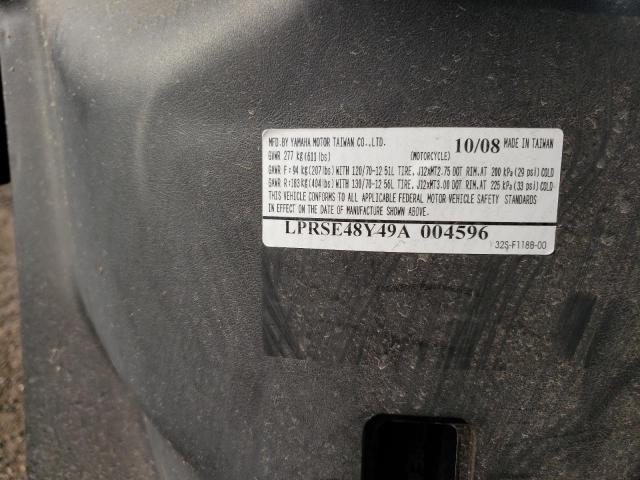 MFD.BY YAMAHA MOTOR TAIWAN CO.,LTD. 10/08 MADE IN TAIWAN
GVWR 277 kg(611 lbs) (MOTORCYCLE)
GAWR F=94 kg(207 lbs)WITH 120/70-12 51L TIRE, J12xMT2.75 DOT RIM.AT 200 kPa(29 psi)COLD
GAWR R=183 kg(404 lbs)WITH 130/70-12 56L TIRE, J12xMT3.00 DOT RIM.AT 225 kPa(33 psi)COLD
THIS VEHICLE CONFORMS TO ALL APPLICABLE FEDERAL MOTOR VEHICLE SAFETY STANDARDS
IN EFFECT ON THE DATE OF MANUFACTURE SHOWN ABOVE.
LPRSE48Y49A 004596
32S-F118B-00